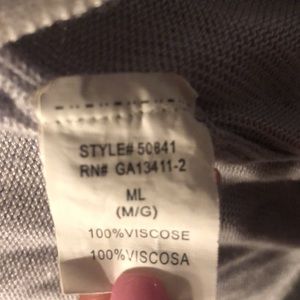 STYLE# 50841
RN# GA13411-2
ML
(M/G)
100%VISCOSE
100%VISCOSA